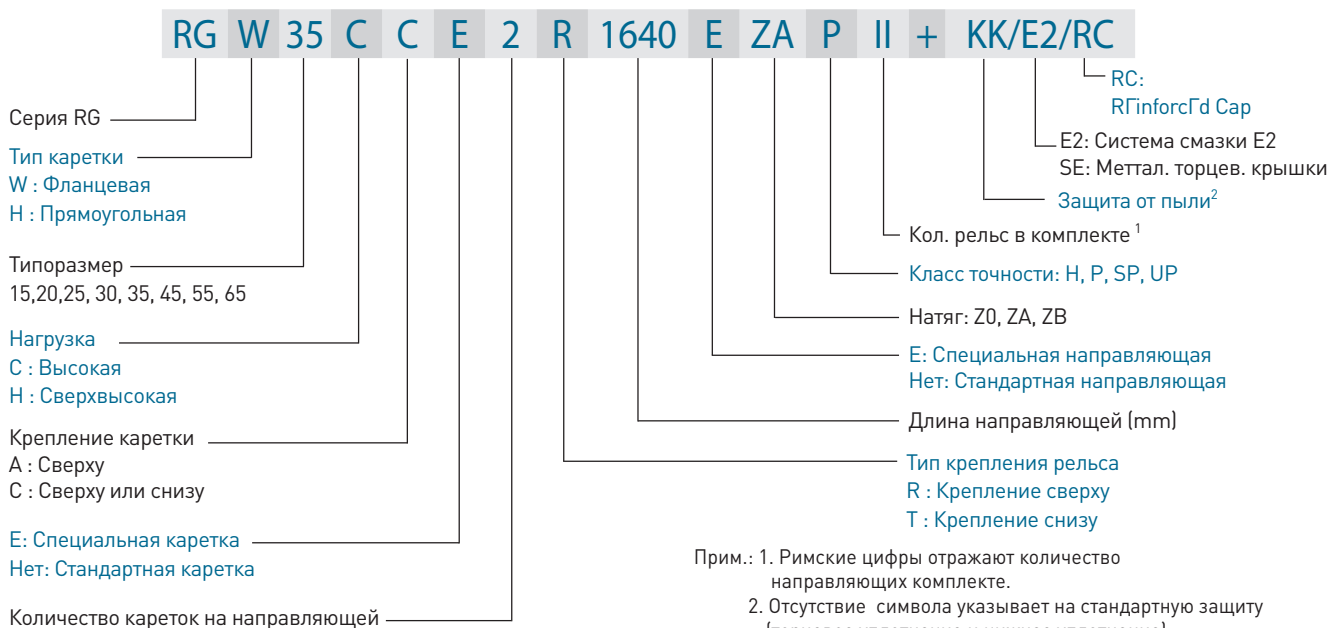 RG W 35 C C E 2 R 1640 E ZA P II + KK/E2/RC
Серия RG
Тип каретки
W : Фланцевая
H : Прямоугольная
Типоразмер
15,20,25, 30, 35, 45, 55, 65
Нагрузка
C : Высокая
H : Сверхвысокая
Крепление каретки
A : Сверху
C : Сверху или снизу
E: Специальная каретка
Нет: Стандартная каретка
Количество кареток на направляющей
RC:
RГinforcГd Cap
E2: Система смазки E2
SE: Меттал. торцев. крышки
Защита от пыли2
Кол. рельс в комплекте 1
Класс точности: H, P, SP, UP
Натяг: Z0, ZA, ZB
E: Специальная направляющая
Нет: Стандартная направляющая
Длина направляющей (mm)
Тип крепления рельса
R : Крепление сверху
T : Крепление снизу
Прим.: 1. Римские цифры отражают количество
направляющих комплекте.
2. Отсутствие символа указывает на стандартную защиту